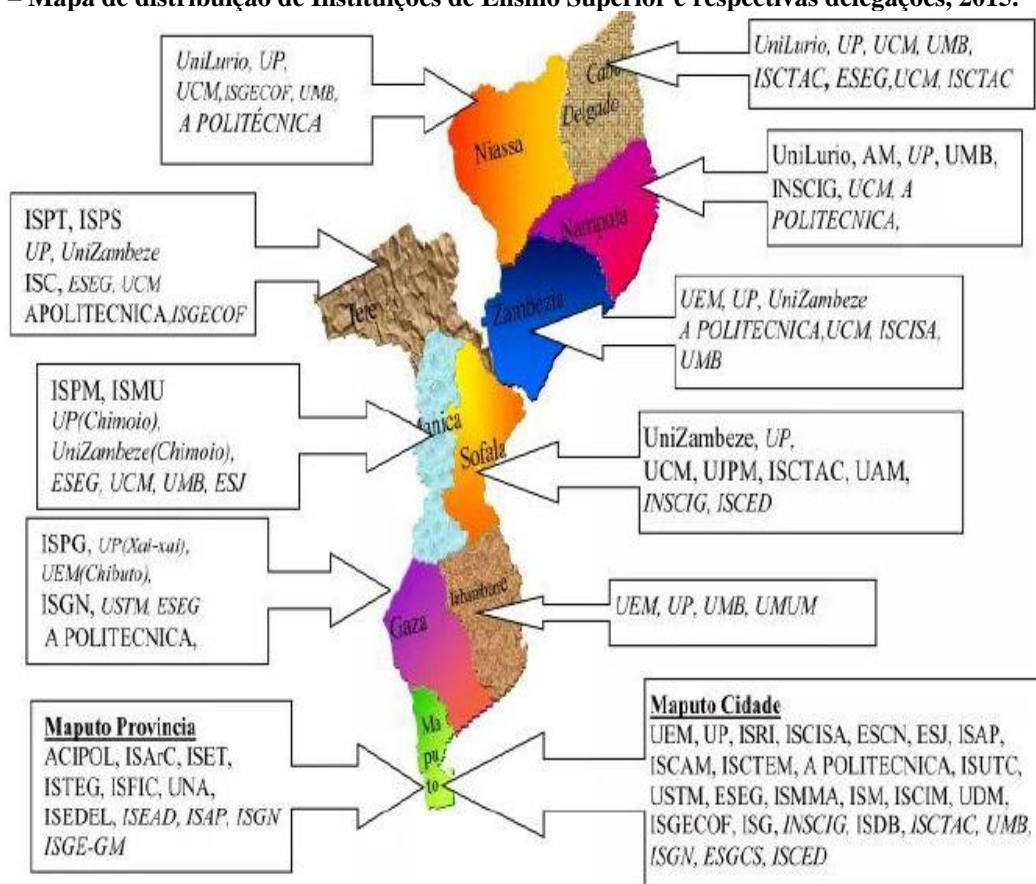 – Mapa de distribuição de Instituições de Ensino Superior e respectivas delegações, 2015.
UniLurio, UP,
UCM,ISGECOF, UMB,
A POLITÉCNICA
UniLurio, UP, UCM, UMB,
ISCTAC, ESEG,UCM, ISCTAC
Cabo
Delgado
Niassa
UniLurio, AM, UP, UMB,
INSCIG, UCM, A
POLITECNICA,
Nampula
ISPT, ISPS
UP, UniZambeze
ISC, ESEG, UCM
APOLITECNICA,ISGECOF
Tete
Zambézia
UEM, UP, UniZambeze
A POLITECNICA,UCM, ISCISA,
UMB
ISPM, ISMU
UP(Chimoio),
UniZambeze(Chimoio),
ESEG, UCM, UMB, ESJ
Manica
Sofala
UniZambeze, UP,
UCM, UJPM, ISCTAC, UAM,
INSCIG, ISCED
ISPG, UP(Xai-xai),
UEM(Chibuto),
ISGN, USTM, ESEG
A POLITECNICA,
Gaza
Inhambane
UEM, UP, UMB, UMUM
Maputo Província
ACIPOL, ISArC, ISET,
ISTEG, ISFIC, UNA,
ISEDEL, ISEAD, ISAP, ISGN
ISGE-GM
Ma
pu
to
Maputo Cidade
UEM, UP, ISRI, ISCISA, ESCN, ESJ, ISAP,
ISCAM, ISCTEM, A POLITECNICA, ISUTC,
USTM, ESEG, ISMMA, ISM, ISCIM, UDM,
ISGECOF, ISG, INSCIG, ISDB, ISCTAC, UMB,
ISGN, ESGCS, ISCED